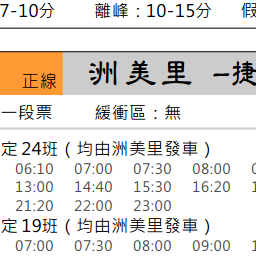 7-10分 離峰：10-15分 假
正線 洲美里 –捷
一段票 緩衝區：無
定 24班（均由洲美里發車）
06:10 07:00 07:30 08:00
13:00 14:40 15:30 16:20
21:20 22:00 23:00
定 19班（均由洲美里發車）
07:00 07:30 08:00 09:00